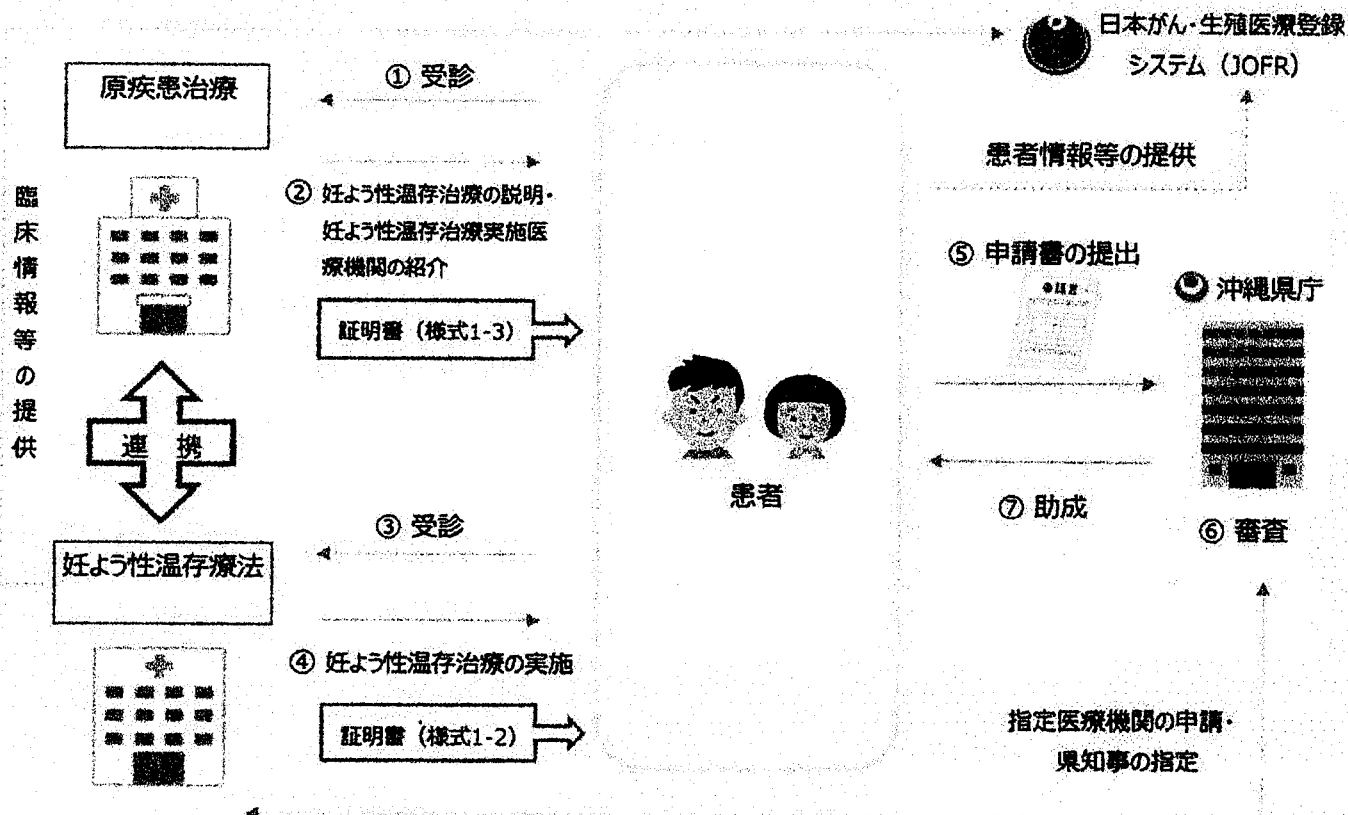 日本がん・生殖医療登録
システム（JOFR）
原疾患治療
① 受診
患者情報等の提供
臨床情報等の提供
② 妊よう性温存治療の説明・
妊よう性温存治療実施医
療機関の紹介
証明書（様式1-3）
⑤ 申請書の提出
沖縄県庁
連携
患者
⑦ 助成
⑥ 審査
③ 受診
妊よう性温存療法
④ 妊よう性温存治療の実施
証明書（様式1-2）
指定医療機関の申請・
県知事の指定